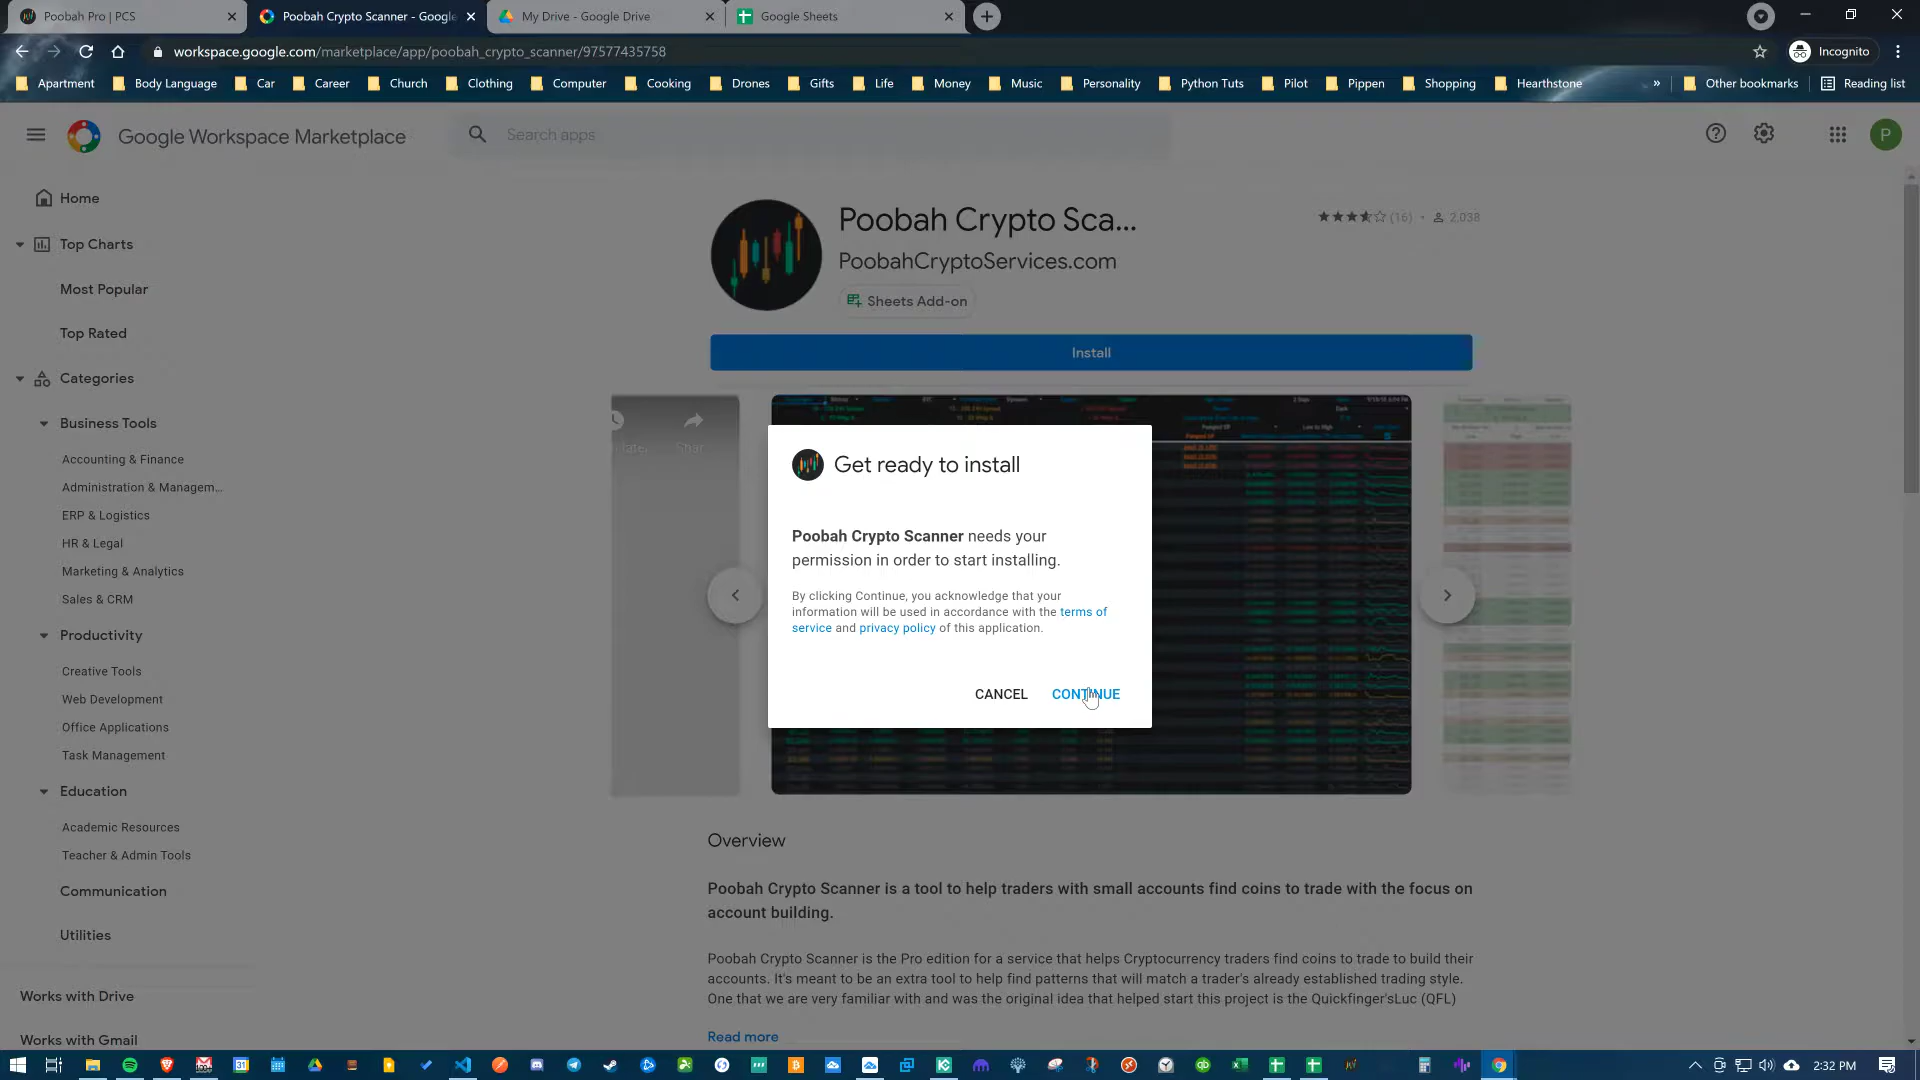 Poobah Pro | PCS
Poobah Crypto Scanner - Google
My Drive - Google Drive
Google Sheets
workspace.google.com/marketplace/app/poobah_crypto_scanner/97577435758
Incognito
Apartment
Body Language
Car
Career
Church
Clothing
Computer
Cooking
Drones
Gifts
Life
Money
Music
Personality
Python Tuts
Pilot
Pippen
Shopping
Hearthstone
»
Other bookmarks
Reading list
Google Workspace Marketplace
Search apps
P
Home
Top Charts
Most Popular
Top Rated
Categories
Business Tools
Accounting & Finance
Administration & Managem...
ERP & Logistics
HR & Legal
Marketing & Analytics
Sales & CRM
Productivity
Creative Tools
Web Development
Office Applications
Task Management
Education
Academic Resources
Teacher & Admin Tools
Communication
Utilities
Works with Drive
Works with Gmail
Poobah Crypto Sca...
(16) • 2,038
PoobahCryptoServices.com
Sheets Add-on
Install
Get ready to install
Poobah Crypto Scanner needs your
permission in order to start installing.
By clicking Continue, you acknowledge that your
information will be used in accordance with the terms of
service and privacy policy of this application.
CANCEL
CONTINUE
Overview
Poobah Crypto Scanner is a tool to help traders with small accounts find coins to trade with the focus on
account building.
Poobah Crypto Scanner is the Pro edition for a service that helps Cryptocurrency traders find coins to trade to build their
accounts. It's meant to be an extra tool to help find patterns that will match a trader's already established trading style.
One that we are very familiar with and was the original idea that helped start this project is the Quickfinger'sLuc (QFL)
Read more
2:32 PM